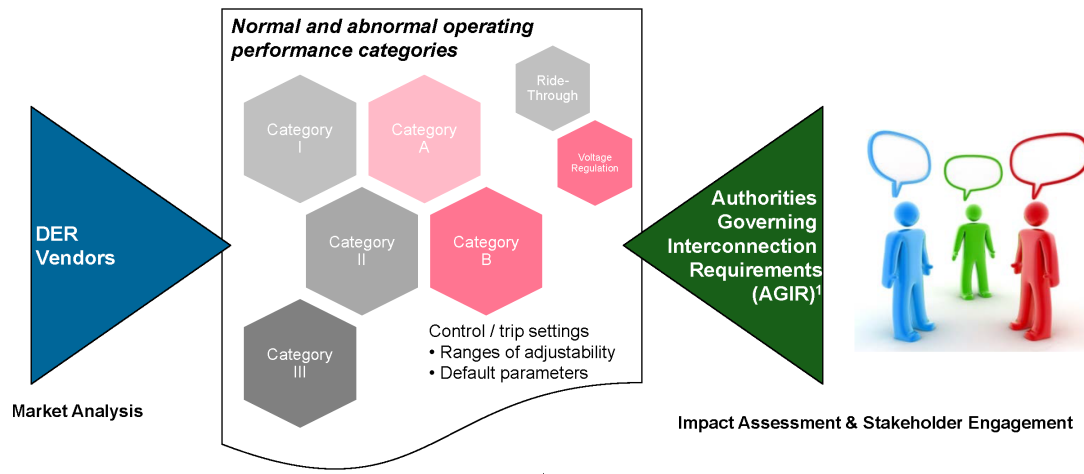 Normal and abnormal operating
performance categories
Ride-
Through
Category
I
Category
A
Voltage
Regulation
Category
II
Category
B
Category
III
Control / trip settings
• Ranges of adjustability
• Default parameters
DER
Vendors
Market Analysis
Authorities
Governing
Interconnection
Requirements
(AGIR)¹
Impact Assessment & Stakeholder Engagement